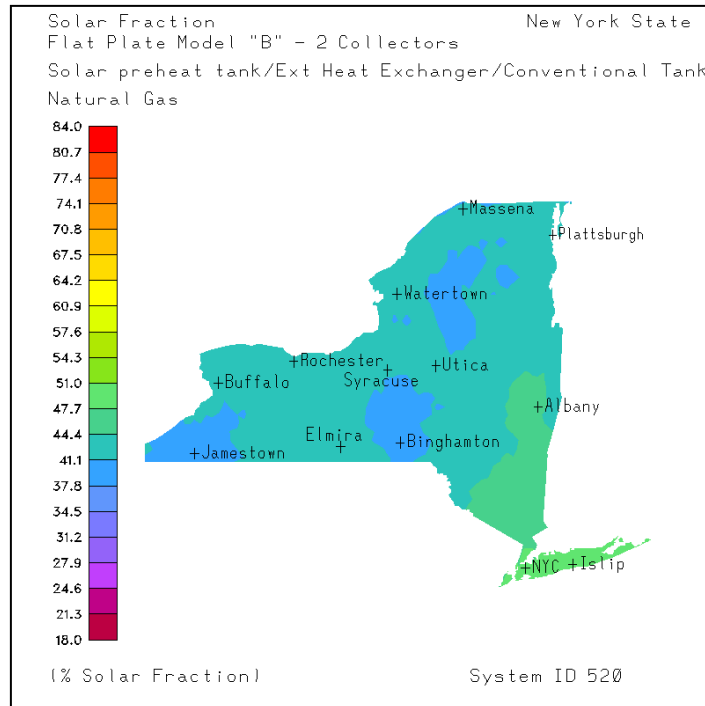 Solar Fraction New York State
Flat Plate Model "B" - 2 Collectors
Solar preheat tank/Ext Heat Exchanger/Conventional Tank
Natural Gas
84.0
80.7
77.4
74.1
70.8
67.5
64.2
60.9
57.6
54.3
51.0
47.7
44.4
41.1
37.8
34.5
31.2
27.9
24.6
21.3
18.0
Massena
Plattsburgh
Watertown
Rochester
Utica
Syracuse
Buffalo
Albany
Elmira
Binghamton
Jamestown
NYC
Islip
(% Solar Fraction) System ID 520